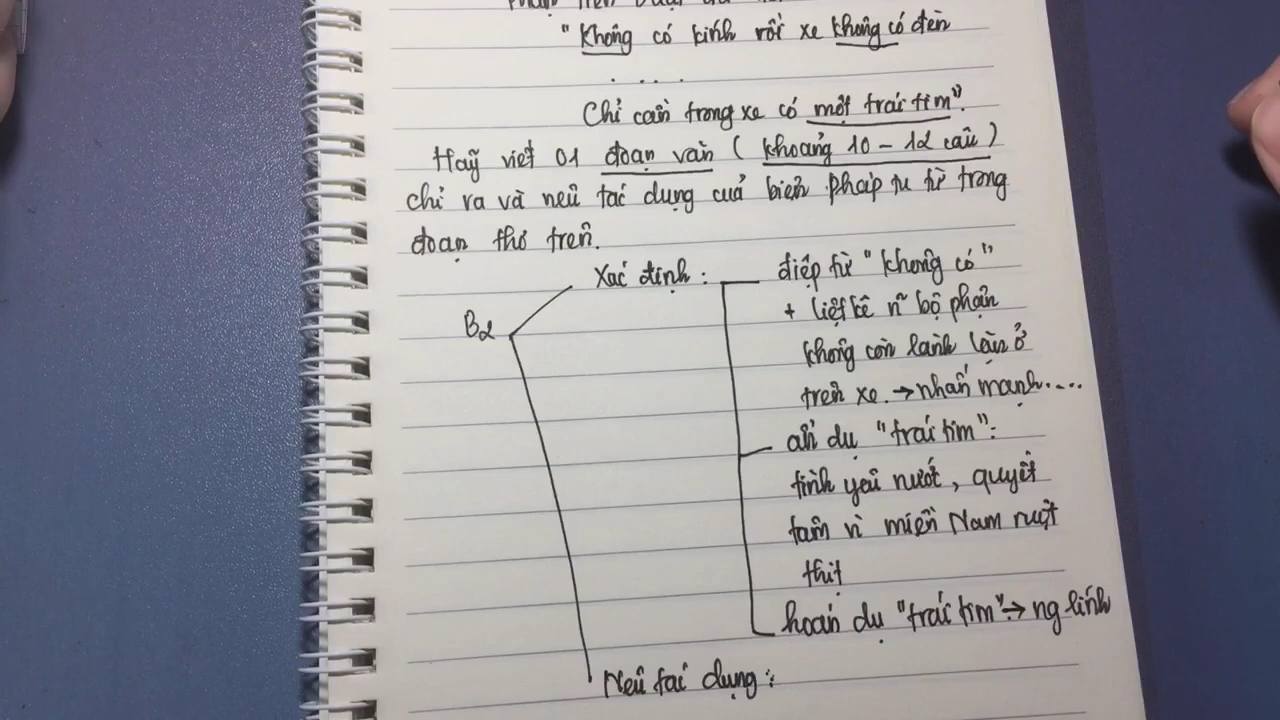 "Không có kính rồi xe không có đèn
. . . .
Chỉ cần trong xe có một trái tim".
Hãy viết 01 đoạn văn (khoảng 10 - 12 câu)
chỉ ra và nêu tác dụng của biện pháp tu từ trong
đoạn thơ trên.
B2
Xác định :
điệp từ "không có"
+ liệt kê n~ bộ phận
không còn lành lặn ở
trên xe. → nhấn mạnh....
ẩn dụ "trái tim":
tình yêu nước, quyết
tâm vì miền Nam ruột
thịt
hoán dụ "trái tim" → ng lính
Nêu tác dụng :